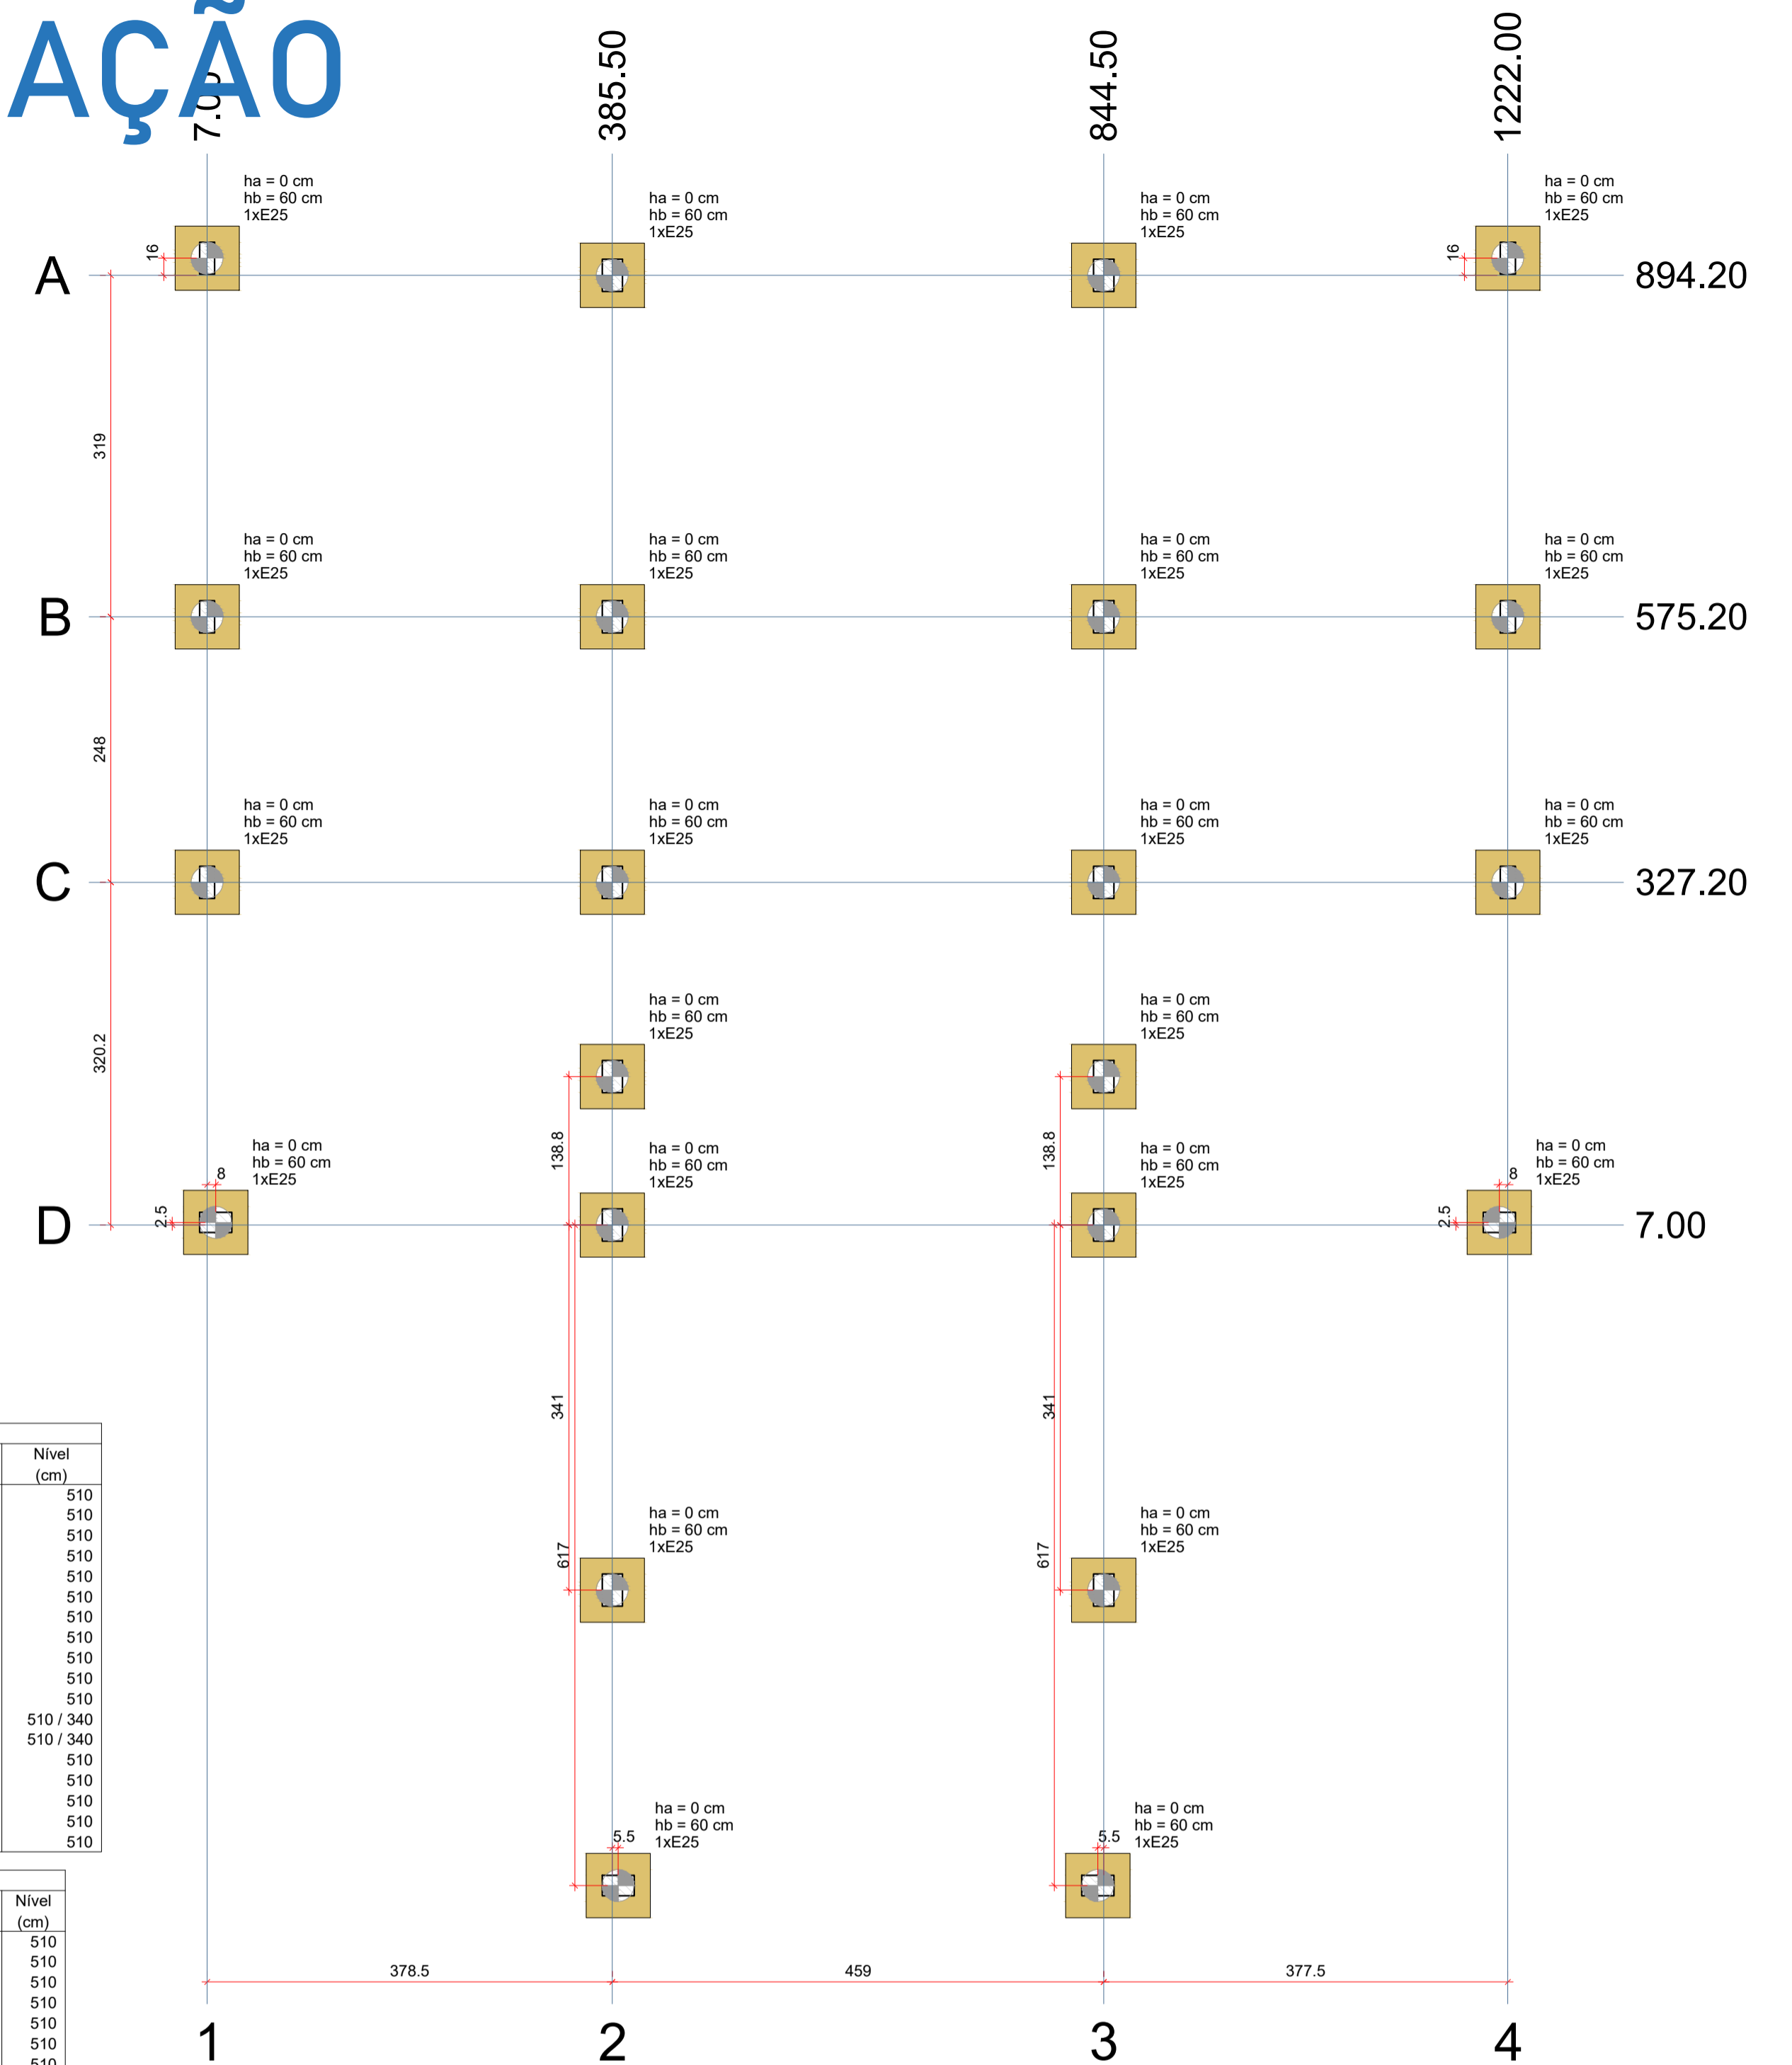 AÇÃO
7.00
385.50
844.50
1222.00
ha = 0 cm
hb = 60 cm
1xE25
ha = 0 cm
hb = 60 cm
1xE25
ha = 0 cm
hb = 60 cm
1xE25
ha = 0 cm
hb = 60 cm
1xE25
16
16
A
894.20
319
ha = 0 cm
hb = 60 cm
1xE25
ha = 0 cm
hb = 60 cm
1xE25
ha = 0 cm
hb = 60 cm
1xE25
ha = 0 cm
hb = 60 cm
1xE25
B
575.20
248
ha = 0 cm
hb = 60 cm
1xE25
ha = 0 cm
hb = 60 cm
1xE25
ha = 0 cm
hb = 60 cm
1xE25
ha = 0 cm
hb = 60 cm
1xE25
C
327.20
320.2
ha = 0 cm
hb = 60 cm
1xE25
ha = 0 cm
hb = 60 cm
1xE25
138.8
138.8
ha = 0 cm
hb = 60 cm
1xE25
8
2.5
ha = 0 cm
hb = 60 cm
1xE25
ha = 0 cm
hb = 60 cm
1xE25
ha = 0 cm
hb = 60 cm
1xE25
8
2.5
D
7.00
341
341
617
617
ha = 0 cm
hb = 60 cm
1xE25
ha = 0 cm
hb = 60 cm
1xE25
ha = 0 cm
hb = 60 cm
1xE25
5.5
ha = 0 cm
hb = 60 cm
1xE25
5.5
Nível
(cm)
510
510
510
510
510
510
510
510
510
510
510
510 / 340
510 / 340
510
510
510
510
510
Nível
(cm)
510
510
510
510
510
510
510
378.5
459
377.5
1
2
3
4